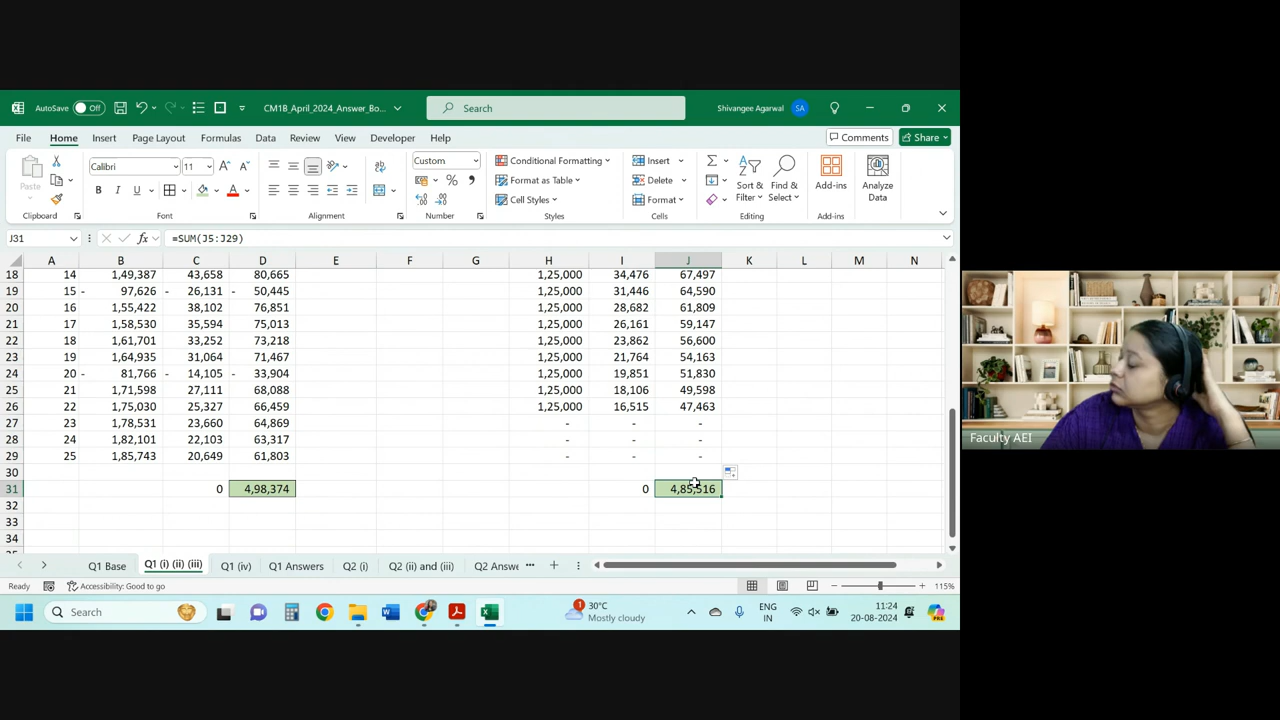 AutoSave Off CM1B_April_2024_Answer_Bo... Search Shivangee Agarwal SA
File Home Insert Page Layout Formulas Data Review View Developer Help Comments Share
Calibri 11 Custom Conditional Formatting Insert
Paste Format as Table Delete Sort & Filter Find & Select Add-ins Analyze Data
B I U Cell Styles Format
Clipboard Font Alignment Number Styles Cells Editing Add-ins
J31 fx =SUM(J5:J29)
A B C D E F G H I J K L M N
18 14 1,49,387 43,658 80,665 1,25,000 34,476 67,497
19 15 - 97,626 - 26,131 - 50,445 1,25,000 31,446 64,590
20 16 1,55,422 38,102 76,851 1,25,000 28,682 61,809
21 17 1,58,530 35,594 75,013 1,25,000 26,161 59,147
22 18 1,61,701 33,252 73,218 1,25,000 23,862 56,600
23 19 1,64,935 31,064 71,467 1,25,000 21,764 54,163
24 20 - 81,766 - 14,105 - 33,904 1,25,000 19,851 51,830
25 21 1,71,598 27,111 68,088 1,25,000 18,106 49,598
26 22 1,75,030 25,327 66,459 1,25,000 16,515 47,463
27 23 1,78,531 23,660 64,869 - - -
28 24 1,82,101 22,103 63,317 - - -
29 25 1,85,743 20,649 61,803 - - -
30
31 0 4,98,374 0 4,85,516
32
33
34
Faculty AEI
Q1 Base Q1 (i) (ii) (iii) Q1 (iv) Q1 Answers Q2 (i) Q2 (ii) and (iii) Q2 Answe ...
Ready Accessibility: Good to go 115%
Search 1 30°C ENG 11:24
Mostly cloudy IN 20-08-2024